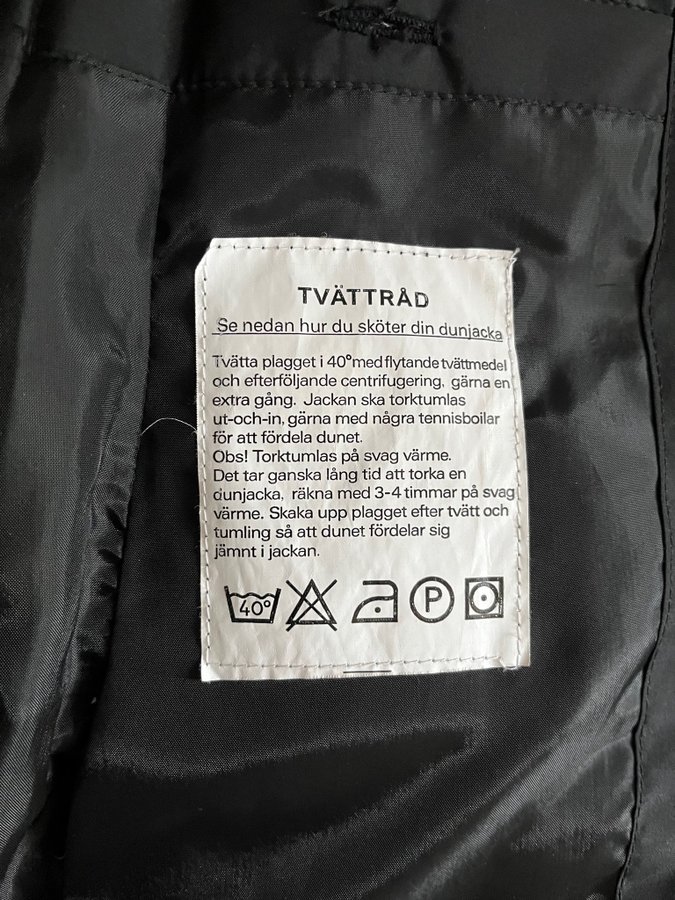 TVÄTTRÅD
Se nedan hur du sköter din dunjacka
Tvätta plagget i 40° med flytande tvättmedel
och efterföljande centrifugering, gärna en
extra gång. Jackan ska torktumlas
ut-och-in, gärna med några tennisboilar
för att fördela dunet.
Obs! Torktumlas på svag värme.
Det tar ganska lång tid att torka en
dunjacka, räkna med 3-4 timmar på svag
värme. Skaka upp plagget efter tvätt och
tumling så att dunet fördelar sig
jämnt i jackan.
40° P